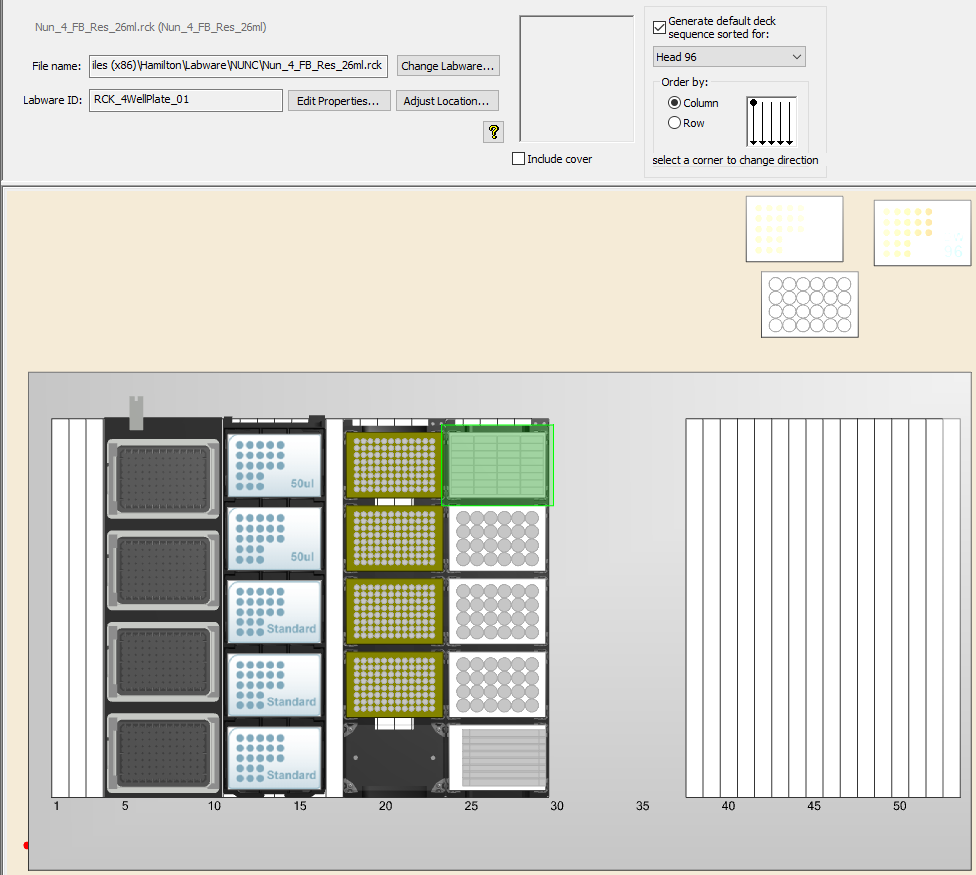 Nun_4_FB_Res_26ml.rck (Nun_4_FB_Res_26ml)
File name: iles (x86)\Hamilton\Labware\NUNC\Nun_4_FB_Res_26ml.rck Change Labware...
Labware ID: RCK_4WellPlate_01 Edit Properties... Adjust Location...
?
Include cover
Generate default deck
sequence sorted for:
Head 96
Order by:
Column
Row
select a corner to change direction
50ul
50ul
Standard
Standard
Standard
1 5 10 15 20 25 30 35 40 45 50